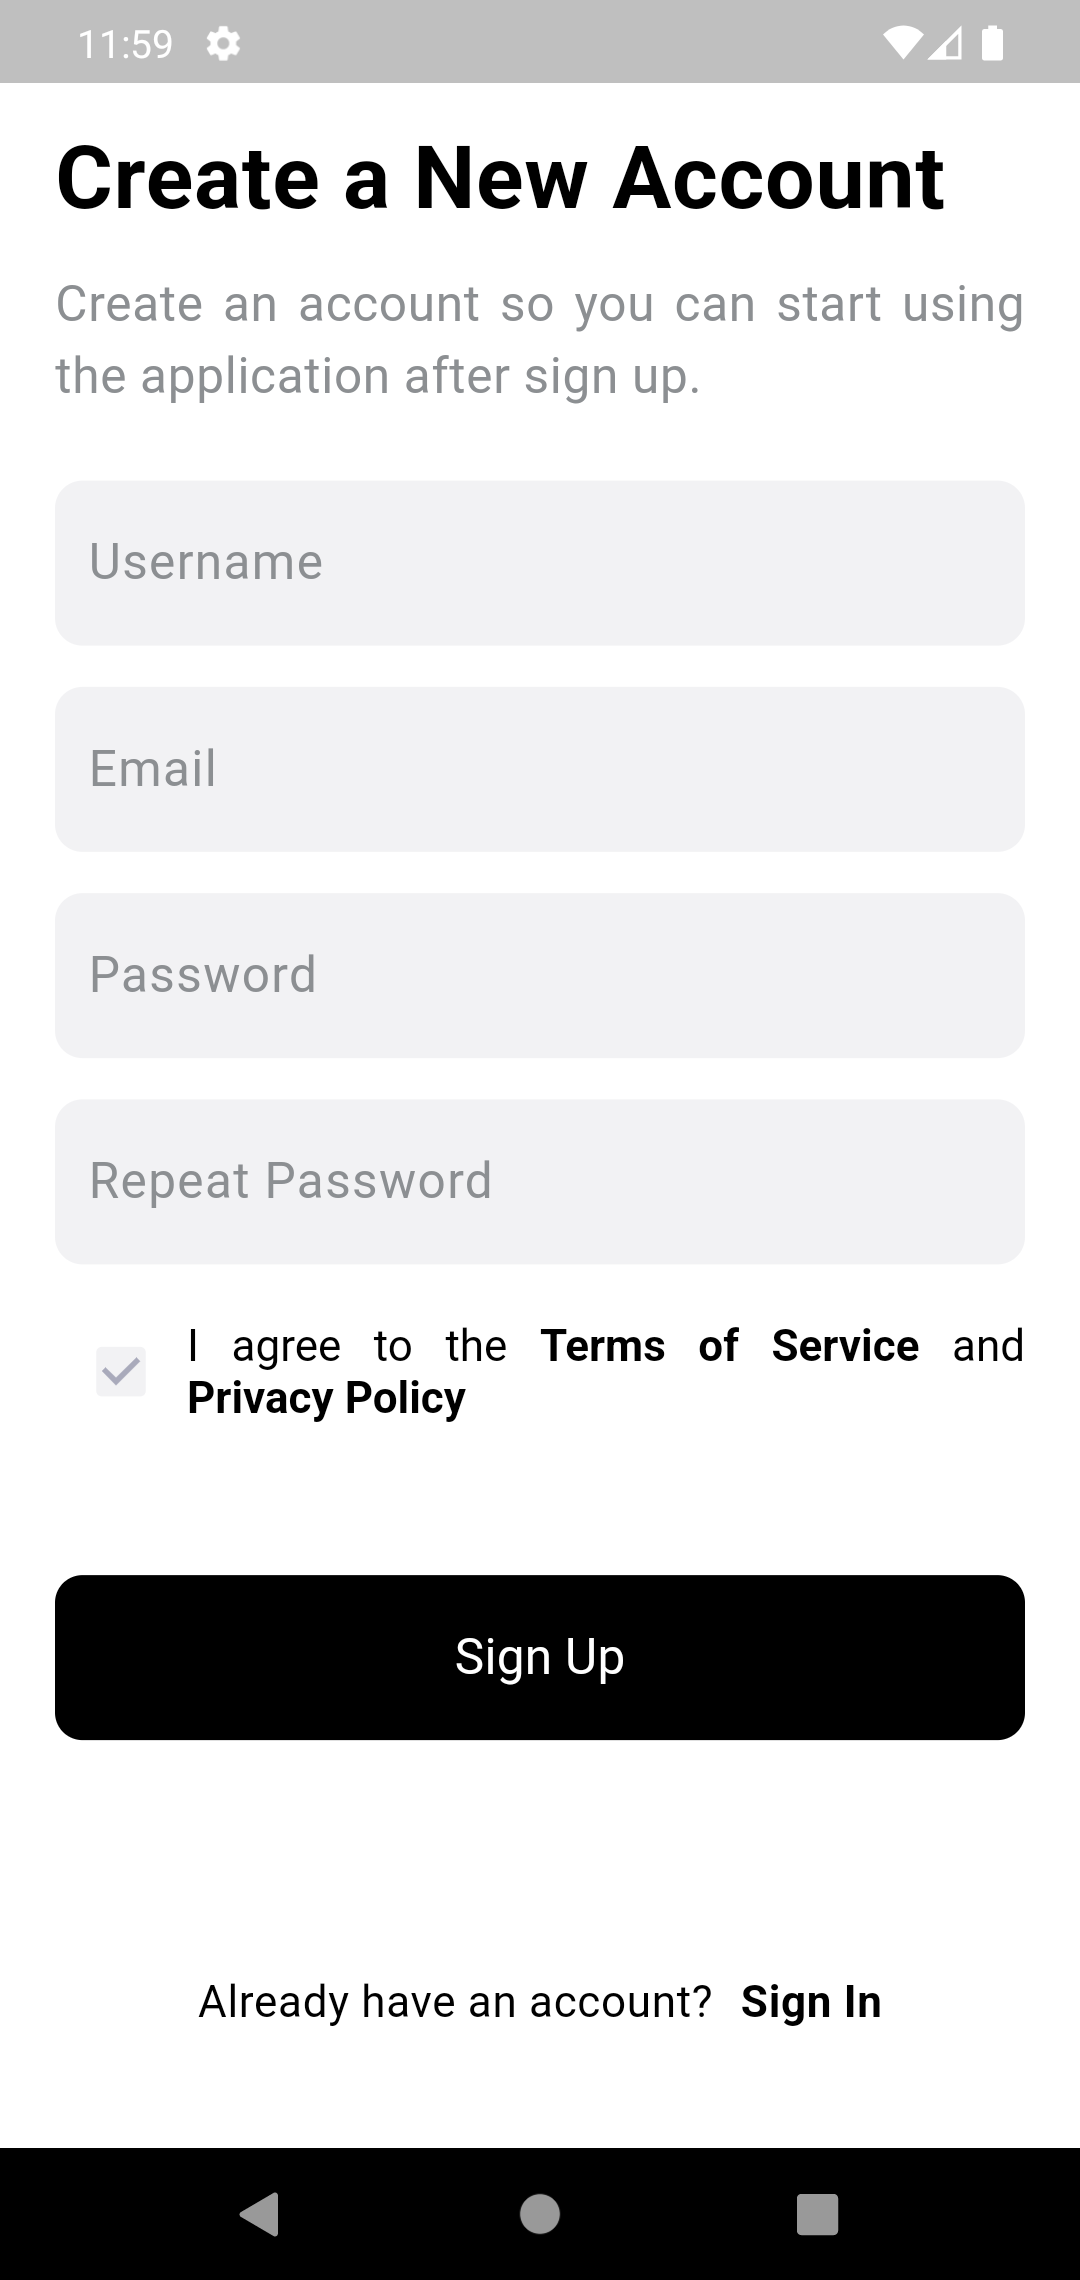 11:59
Create a New Account
Create an account so you can start using
the application after sign up.
Username
Email
Password
Repeat Password
I agree to the Terms of Service and
Privacy Policy
Sign Up
Already have an account? Sign In